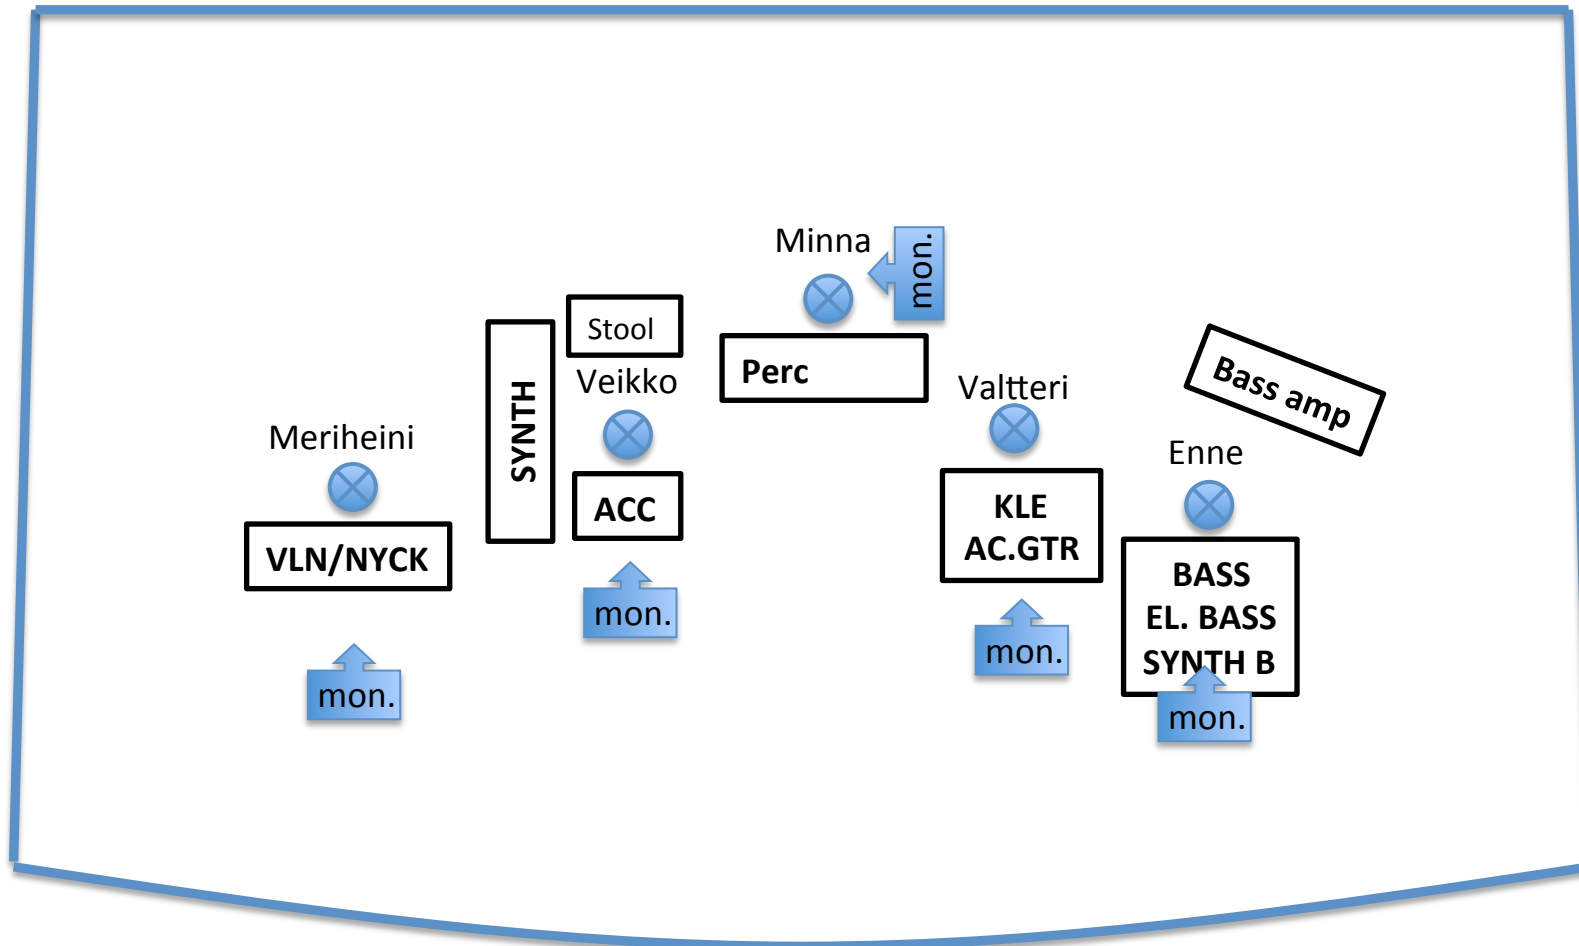 Minna
mon.
Stool
SYNTH
Veikko
Perc
Valtteri
Bass amp
Meriheini
Enne
ACC
KLE
AC.GTR
VLN/NYCK
BASS
EL. BASS
SYNTH B
mon.
mon.
mon.
mon.